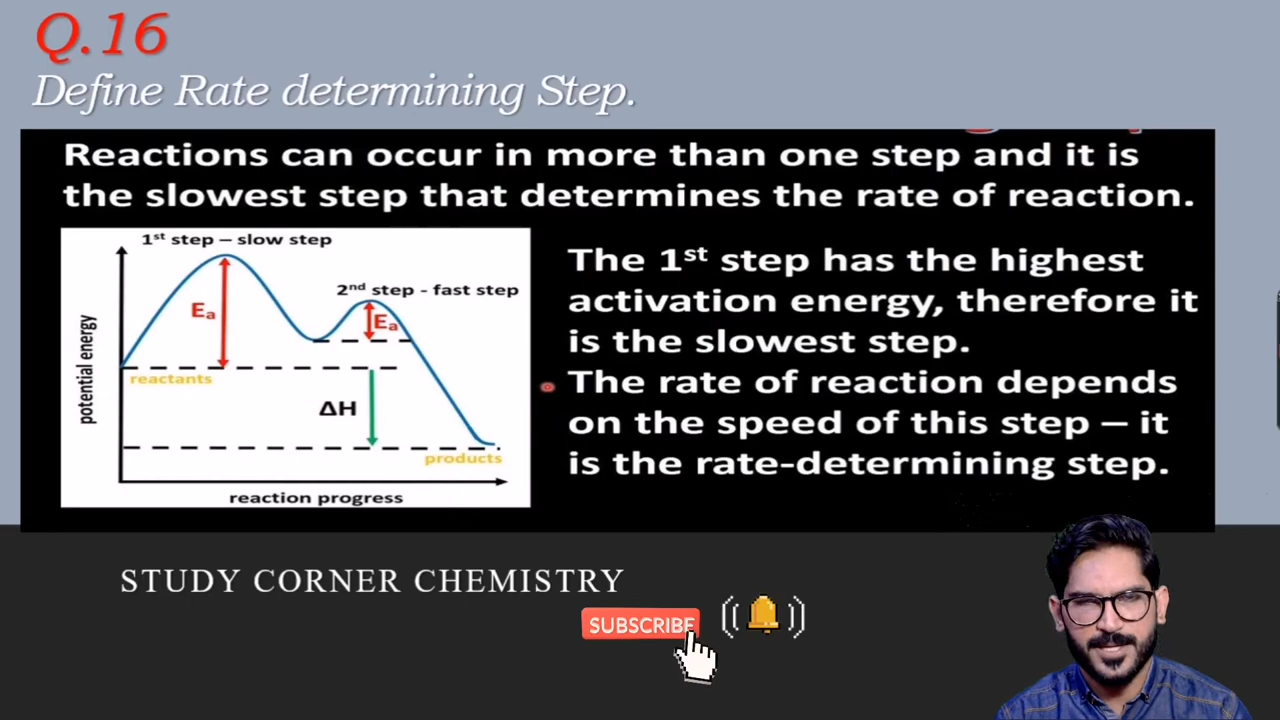 Q.16
Define Rate determining Step.
Reactions can occur in more than one step and it is
the slowest step that determines the rate of reaction.
1st step – slow step
2nd step - fast step
Ea
Ea
potential energy
reactants
ΔH
products
reaction progress
The 1st step has the highest
activation energy, therefore it
is the slowest step.
The rate of reaction depends
on the speed of this step – it
is the rate-determining step.
STUDY CORNER CHEMISTRY
SUBSCRIBE